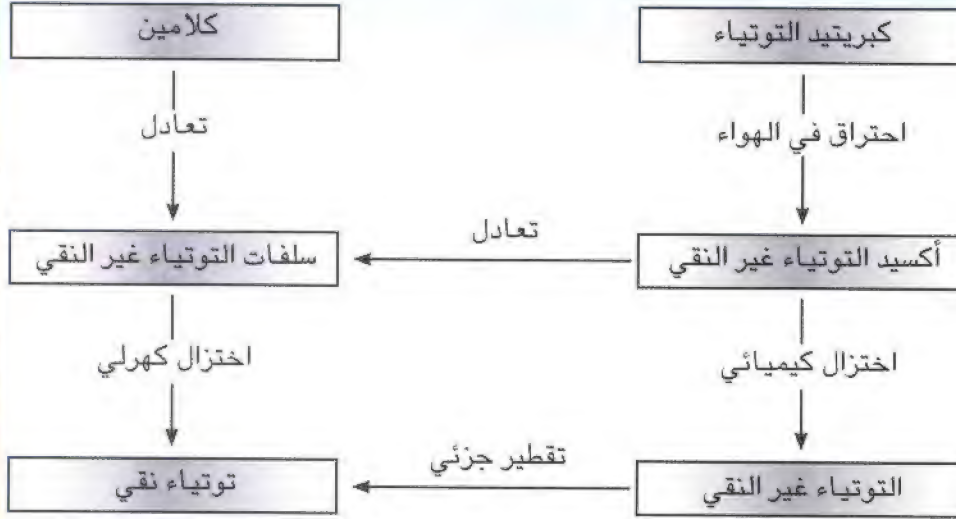 كبريتيد التوتياء
كلامين
احتراق في الهواء
تعادل
أكسيد التوتياء غير النقي
تعادل
سلفات التوتياء غير النقي
اختزال كيميائي
اختزال كهرلي
التوتياء غير النقي
تقطير جزئي
توتياء نقي